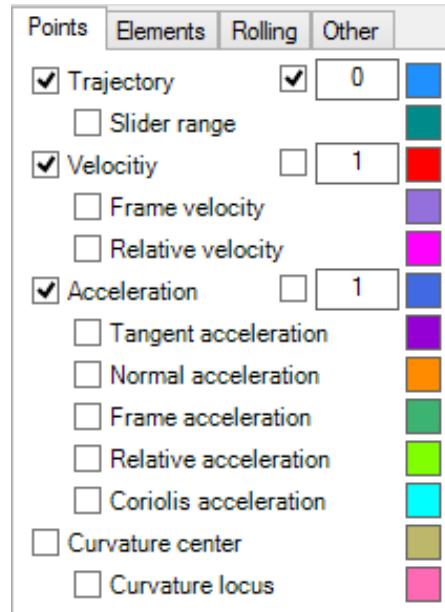 Points Elements Rolling Other
Trajectory 0
Slider range
Velocitiy 1
Frame velocity
Relative velocity
Acceleration 1
Tangent acceleration
Normal acceleration
Frame acceleration
Relative acceleration
Coriolis acceleration
Curvature center
Curvature locus